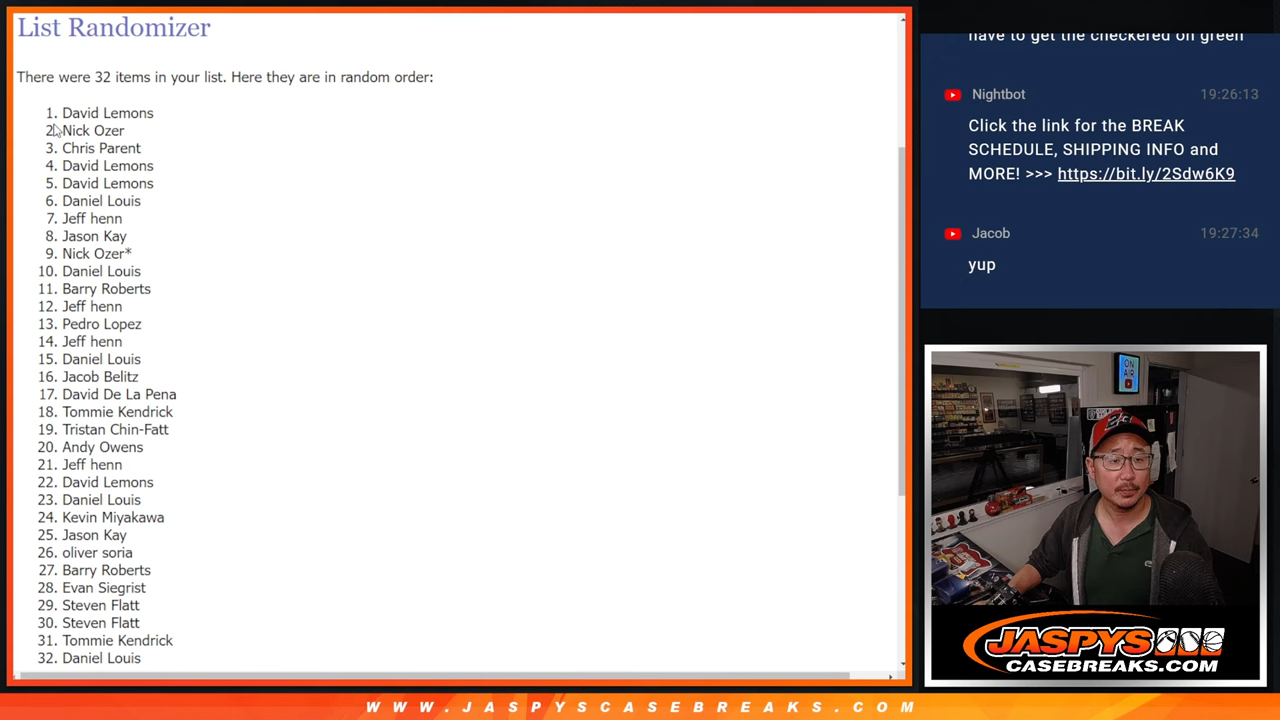 List Randomizer
There were 32 items in your list. Here they are in random order:
1. David Lemons
2. Nick Ozer
3. Chris Parent
4. David Lemons
5. David Lemons
6. Daniel Louis
7. Jeff henn
8. Jason Kay
9. Nick Ozer*
10. Daniel Louis
11. Barry Roberts
12. Jeff henn
13. Pedro Lopez
14. Jeff henn
15. Daniel Louis
16. Jacob Belitz
17. David De La Pena
18. Tommie Kendrick
19. Tristan Chin-Fatt
20. Andy Owens
21. Jeff henn
22. David Lemons
23. Daniel Louis
24. Kevin Miyakawa
25. Jason Kay
26. oliver soria
27. Barry Roberts
28. Evan Siegrist
29. Steven Flatt
30. Steven Flatt
31. Tommie Kendrick
32. Daniel Louis
have to get the checkered on green
Nightbot 19:26:13
Click the link for the BREAK
SCHEDULE, SHIPPING INFO and
MORE! >>> https://bit.ly/2Sdw6K9
Jacob 19:27:34
yup
ON
AIR
JASPYS
CASEBREAKS.COM
WWW.JASPYSCASEBREAKS.COM